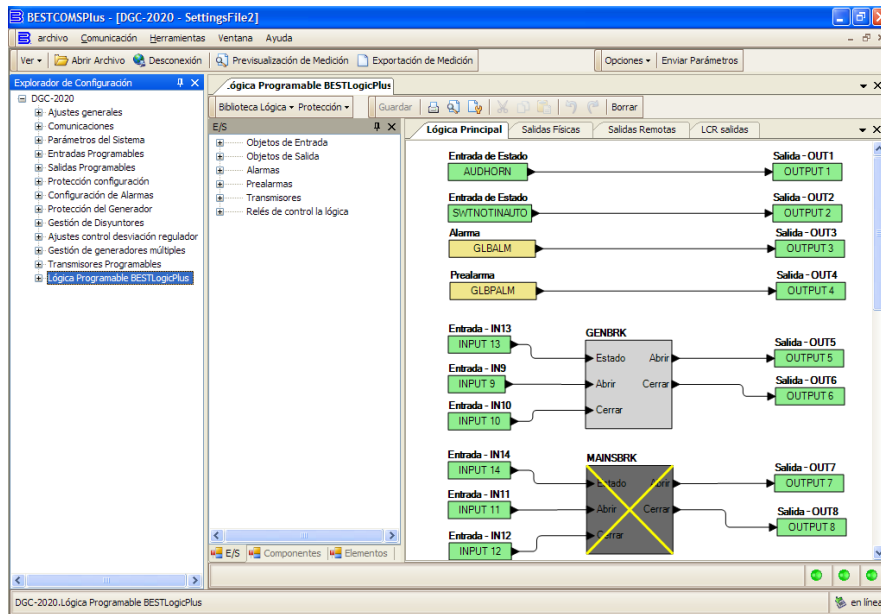 BESTCOMSPlus - [DGC-2020 - SettingsFile2]
archivo Comunicación Herramientas Ventana Ayuda
Ver Abrir Archivo Desconexión Previsualización de Medición Exportación de Medición Opciones Enviar Parámetros
Explorador de Configuración
DGC-2020
Ajustes generales
Comunicaciones
Parámetros del Sistema
Entradas Programables
Salidas Programables
Protección configuración
Configuración de Alarmas
Protección del Generador
Gestión de Disyuntores
Ajustes control desviación regulador
Gestión de generadores múltiples
Transmisores Programables
Lógica Programable BESTLogicPlus
.ógica Programable BESTLogicPlus
Biblioteca Lógica Protección Guardar Borrar
E/S
Objetos de Entrada
Objetos de Salida
Alarmas
Prealarmas
Transmisores
Relés de control la lógica
E/S Componentes Elementos
Lógica Principal Salidas Físicas Salidas Remotas LCR salidas
Entrada de Estado Salida - OUT1
AUDHORN OUTPUT 1
Entrada de Estado Salida - OUT2
SWTNOTINAUTO OUTPUT 2
Alarma Salida - OUT3
GLBALM OUTPUT 3
Prealarma Salida - OUT4
GLBPALM OUTPUT 4
Entrada - IN13 GENBRK Salida - OUT5
INPUT 13 Estado Abrir OUTPUT 5
Entrada - IN9 Salida - OUT6
INPUT 9 Abrir Cerrar OUTPUT 6
Entrada - IN10
INPUT 10 Cerrar
Entrada - IN14 MAINSBRK Salida - OUT7
INPUT 14 Estado Abrir OUTPUT 7
Entrada - IN11 Salida - OUT8
INPUT 11 Abrir Cerrar OUTPUT 8
Entrada - IN12
INPUT 12 Cerrar
DGC-2020.Lógica Programable BESTLogicPlus en línea